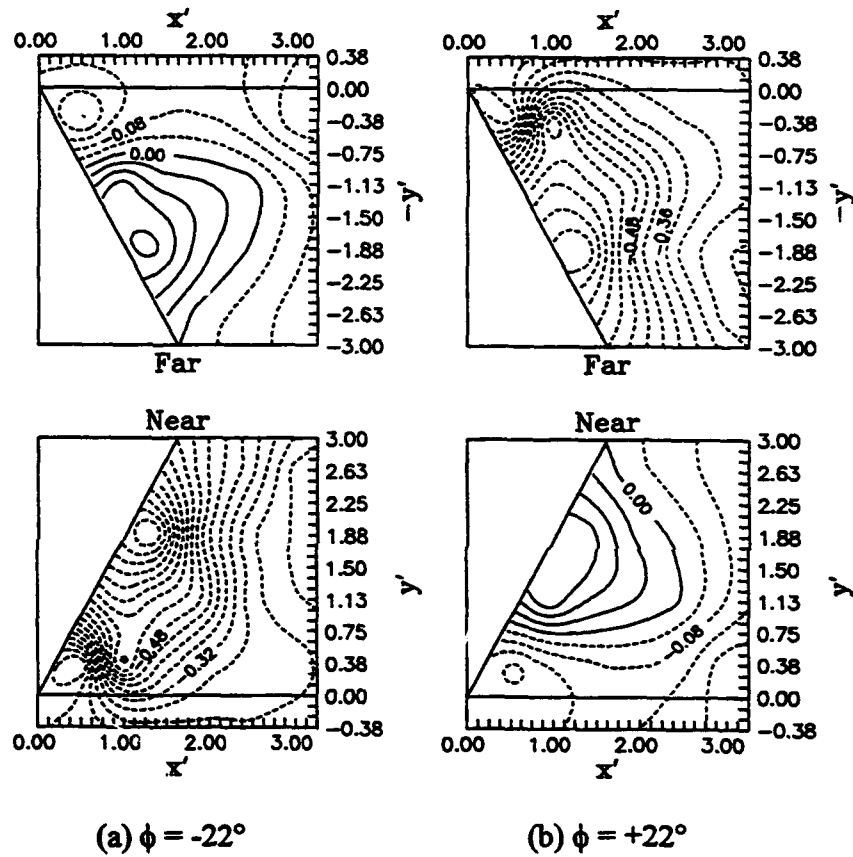 x′ x′
0.00 1.00 2.00 3.00 0.00 1.00 2.00 3.00
0.38 0.38
0.00 0.00
-0.38 -0.38
-0.75 -0.75
-1.13 -1.13
-1.50 -1.50
-1.88 -1.88
-2.25 -2.25
-2.63 -2.63
-3.00 -3.00
-y′ -y′
-0.08 0.00
-0.48 -0.36
Far Far
Near Near
3.00 3.00
2.63 2.63
2.25 2.25
1.88 1.88
1.50 1.50
1.13 1.13
0.75 0.75
0.38 0.38
0.00 0.00
-0.38 -0.38
y′ y′
-0.48 -0.32
0.00 -0.08
0.00 1.00 2.00 3.00 0.00 1.00 2.00 3.00
x′ x′
(a) ϕ = -22° (b) ϕ = +22°